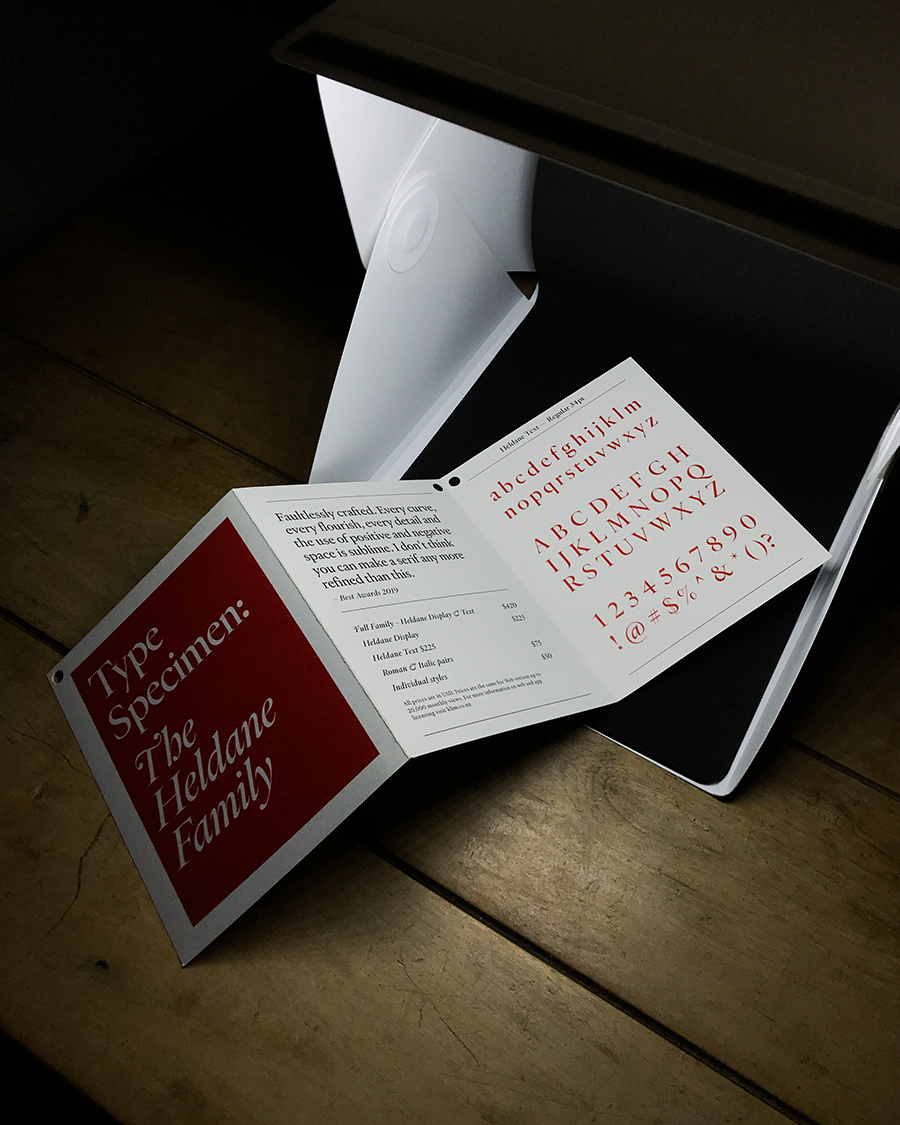 Type
Specimen:
The
Heldane
Family
Faultlessly crafted. Every curve,
every flourish, every detail and
the use of positive and negative
space is sublime. I don't think
you can make a serif any more
refined than this.
– Best Awards 2019
Full Family – Heldane Display & Text $420
Heldane Display $225
Heldane Text $225
Roman & Italic pairs $75
Individual styles $50
All prices are in USD. Prices are the same for Web version up to
20,000 monthly views. For more information on web and app
licensing visit klim.co.nz
Heldane Text — Regular 34pt
abcdefghijklm
nopqrstuvwxyz
ABCDEFGH
IJKLMNOPQ
RSTUVWXYZ
1234567890
!@#$%^&*()?